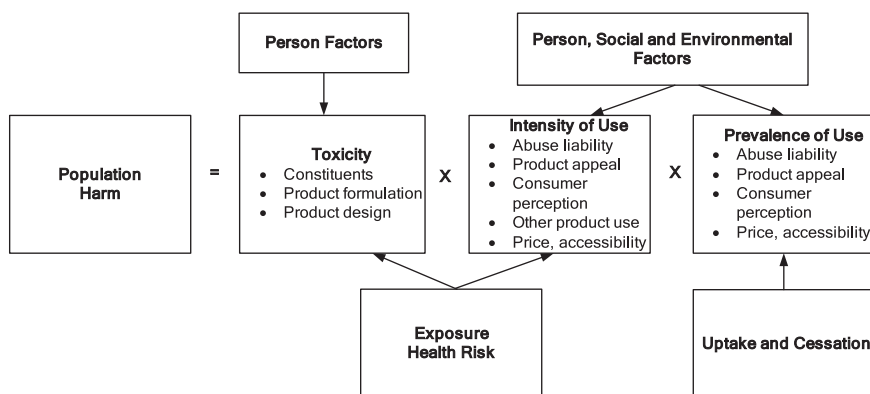 Person Factors
Person, Social and Environmental
Factors
Population
Harm
=
Toxicity
• Constituents
• Product formulation
• Product design
X
Intensity of Use
• Abuse liability
• Product appeal
• Consumer
perception
• Other product use
• Price, accessibility
X
Prevalence of Use
• Abuse liability
• Product appeal
• Consumer
perception
• Price, accessibility
Exposure
Health Risk
Uptake and Cessation